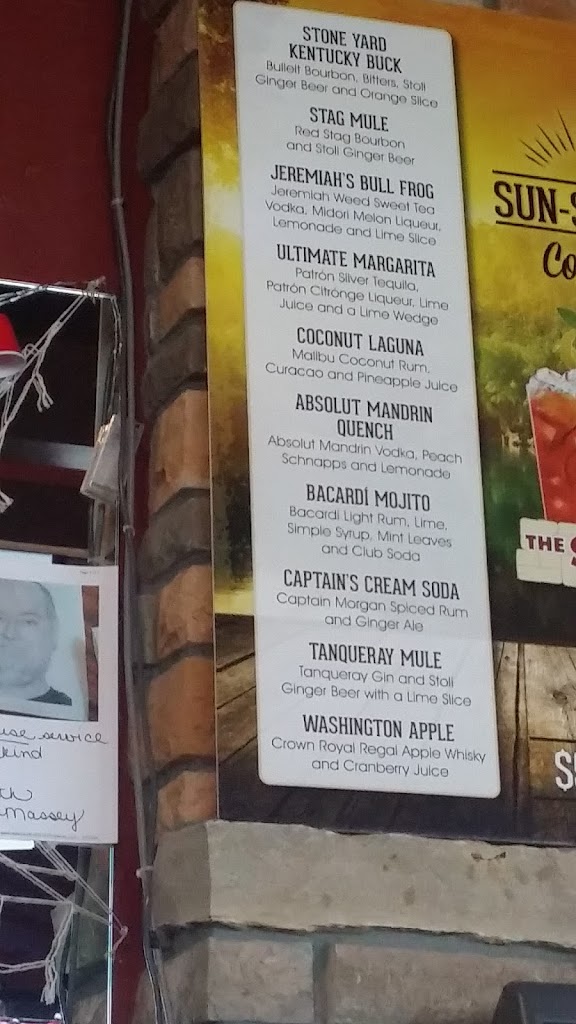 STONE YARD
KENTUCKY BUCK
Bulleit Bourbon, Bitters, Stoli
Ginger Beer and Orange Slice
STAG MULE
Red Stag Bourbon
and Stoli Ginger Beer
JEREMIAH'S BULL FROG
Jeremiah Weed Sweet Tea
Vodka, Midori Melon Liqueur,
Lemonade and Lime Slice
ULTIMATE MARGARITA
Patrón Silver Tequila,
Patrón Citrónge Liqueur, Lime
Juice and a Lime Wedge
COCONUT LAGUNA
Malibu Coconut Rum,
Curacao and Pineapple Juice
ABSOLUT MANDRIN
QUENCH
Absolut Mandrin Vodka, Peach
Schnapps and Lemonade
BACARDÍ MOJITO
Bacardi Light Rum, Lime,
Simple Syrup, Mint Leaves
and Club Soda
CAPTAIN'S CREAM SODA
Captain Morgan Spiced Rum
and Ginger Ale
TANQUERAY MULE
Tanqueray Gin and Stoli
Ginger Beer with a Lime Slice
WASHINGTON APPLE
Crown Royal Regal Apple Whisky
and Cranberry Juice
SUN-
Co
THE
$
service
kind
Massey